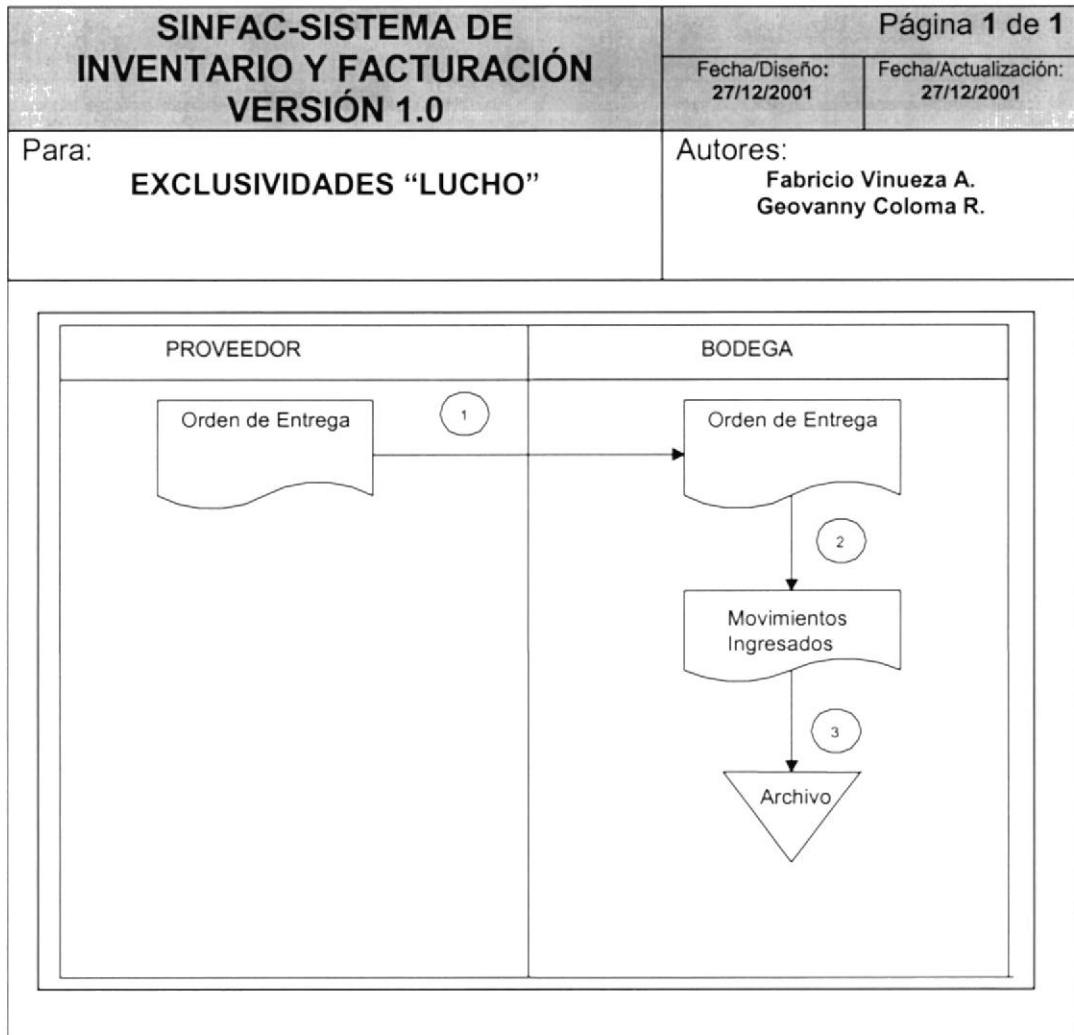 SINFAC-SISTEMA DE
INVENTARIO Y FACTURACIÓN
VERSIÓN 1.0
Página 1 de 1
Fecha/Diseño:
27/12/2001
Fecha/Actualización:
27/12/2001
Para:
EXCLUSIVIDADES “LUCHO”
Autores:
Fabricio Vinueza A.
Geovanny Coloma R.
PROVEEDOR
BODEGA
Orden de Entrega
1
Orden de Entrega
2
Movimientos
Ingresados
3
Archivo